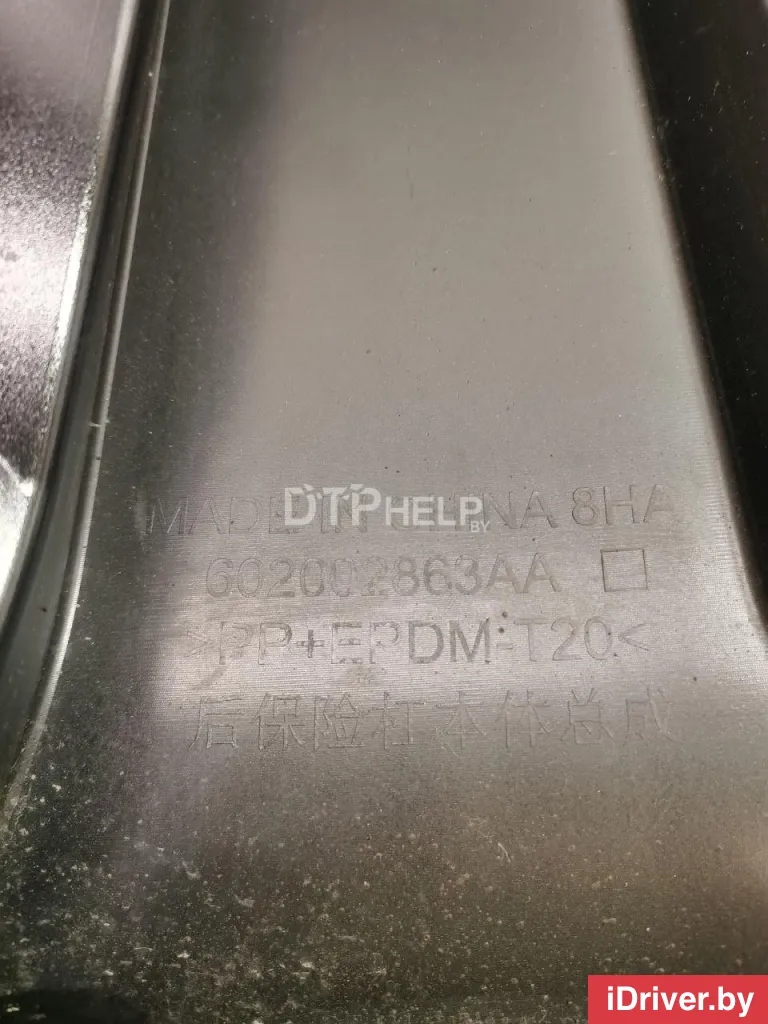 MADE IN CHINA 8HA
DTPHELP
BY
602002863AA
>PP+EPDM-T20<
后保险杠本体总成
iDriver.by